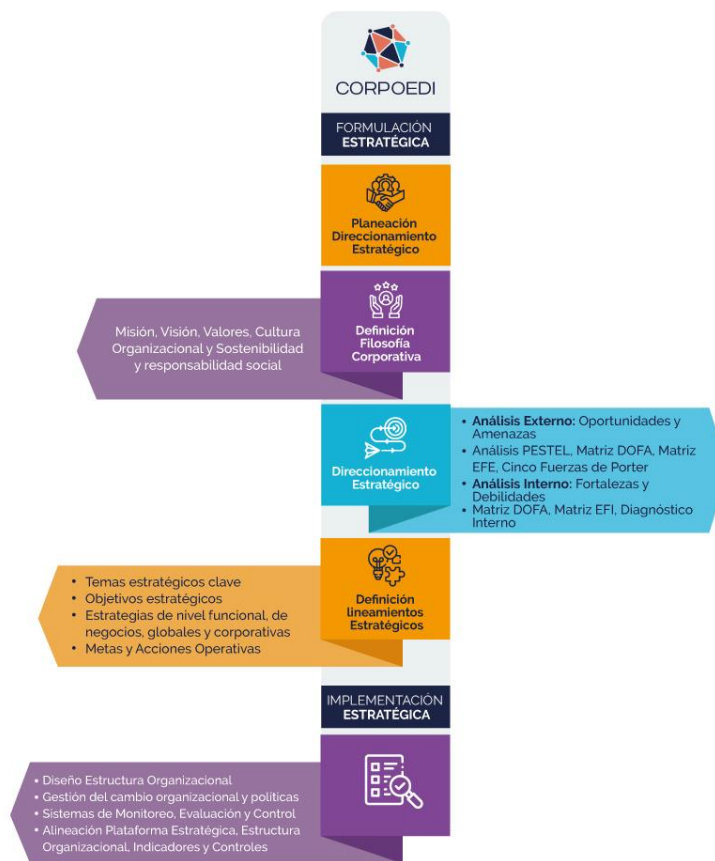 CORPOEDI
FORMULACIÓN
ESTRATÉGICA
Planeación
Direccionamiento
Estratégico
Definición
Filosofía
Corporativa
Misión, Visión, Valores, Cultura
Organizacional y Sostenibilidad
y responsabilidad social
Direccionamiento
Estratégico
• Análisis Externo: Oportunidades y
Amenazas
• Análisis PESTEL, Matriz DOFA, Matriz
EFE, Cinco Fuerzas de Porter
• Análisis Interno: Fortalezas y
Debilidades
• Matriz DOFA, Matriz EFI, Diagnóstico
Interno
Definición
lineamientos
Estratégicos
• Temas estratégicos clave
• Objetivos estratégicos
• Estrategias de nivel funcional, de
negocios, globales y corporativas
• Metas y Acciones Operativas
IMPLEMENTACIÓN
ESTRATÉGICA
• Diseño Estructura Organizacional
• Gestión del cambio organizacional y políticas
• Sistemas de Monitoreo, Evaluación y Control
• Alineación Plataforma Estratégica, Estructura
Organizacional, Indicadores y Controles